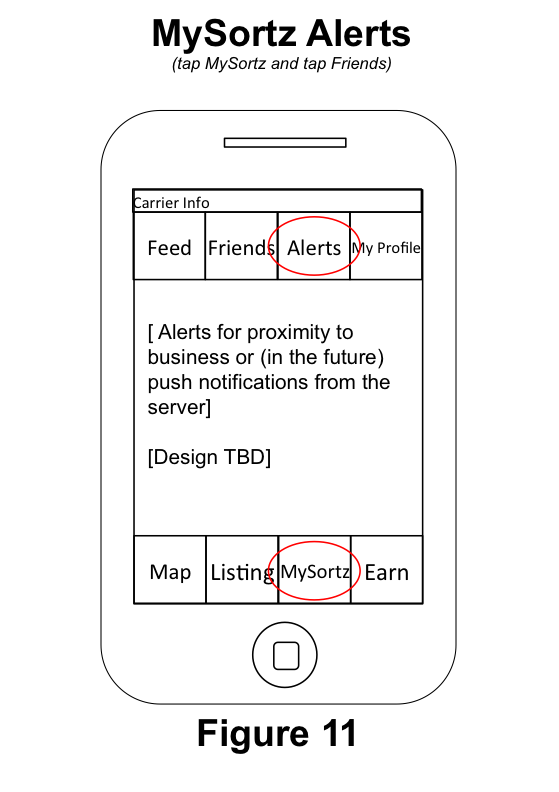 MySortz Alerts
(tap MySortz and tap Friends)
Carrier Info
Feed Friends Alerts My Profile
[ Alerts for proximity to
business or (in the future)
push notifications from the
server]
[Design TBD]
Map Listing MySortz Earn
Figure 11